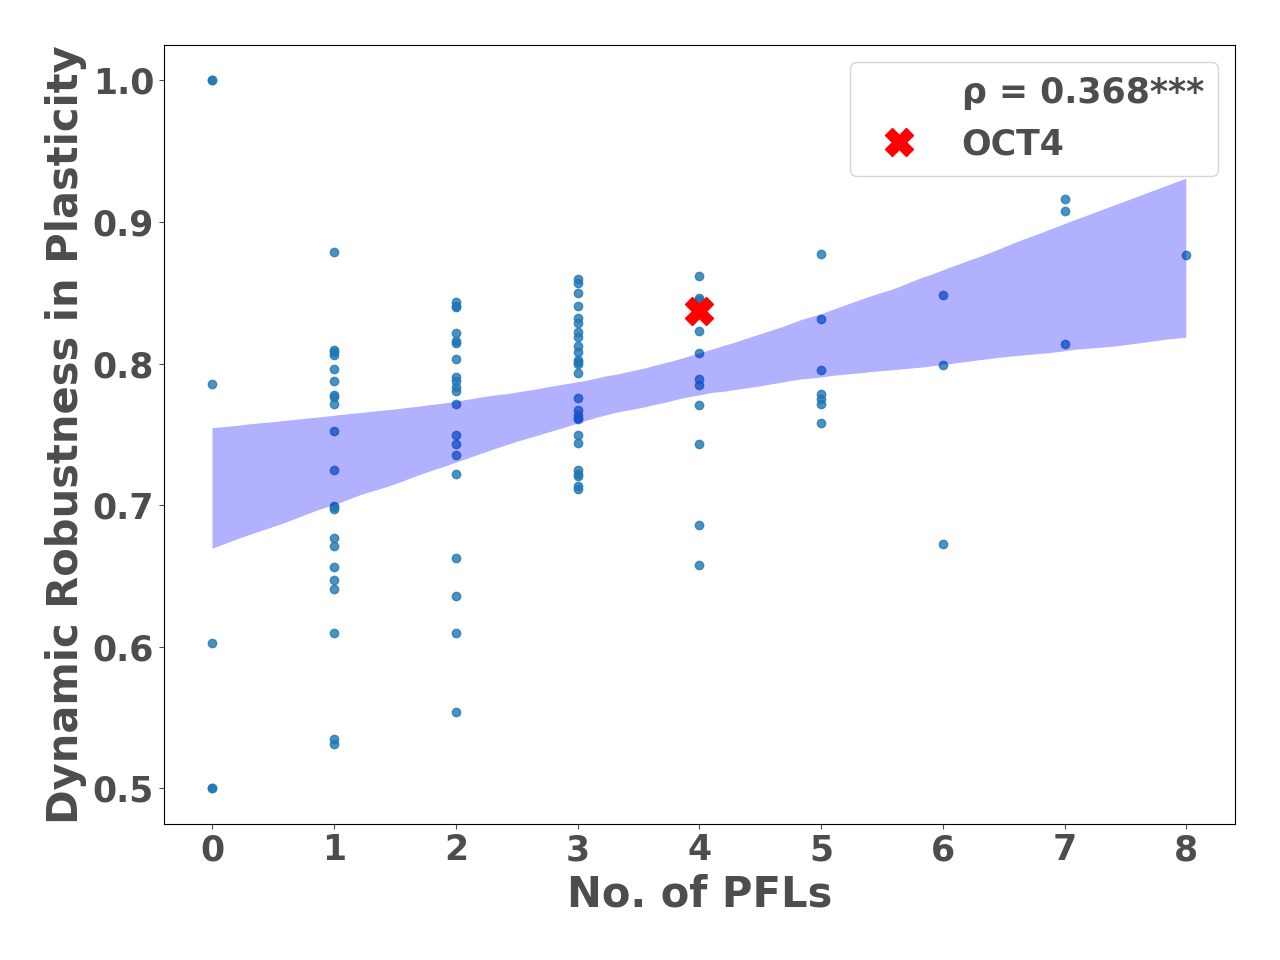 ρ = 0.368***
OCT4
Dynamic Robustness in Plasticity
1.0
0.9
0.8
0.7
0.6
0.5
0 1 2 3 4 5 6 7 8
No. of PFLs